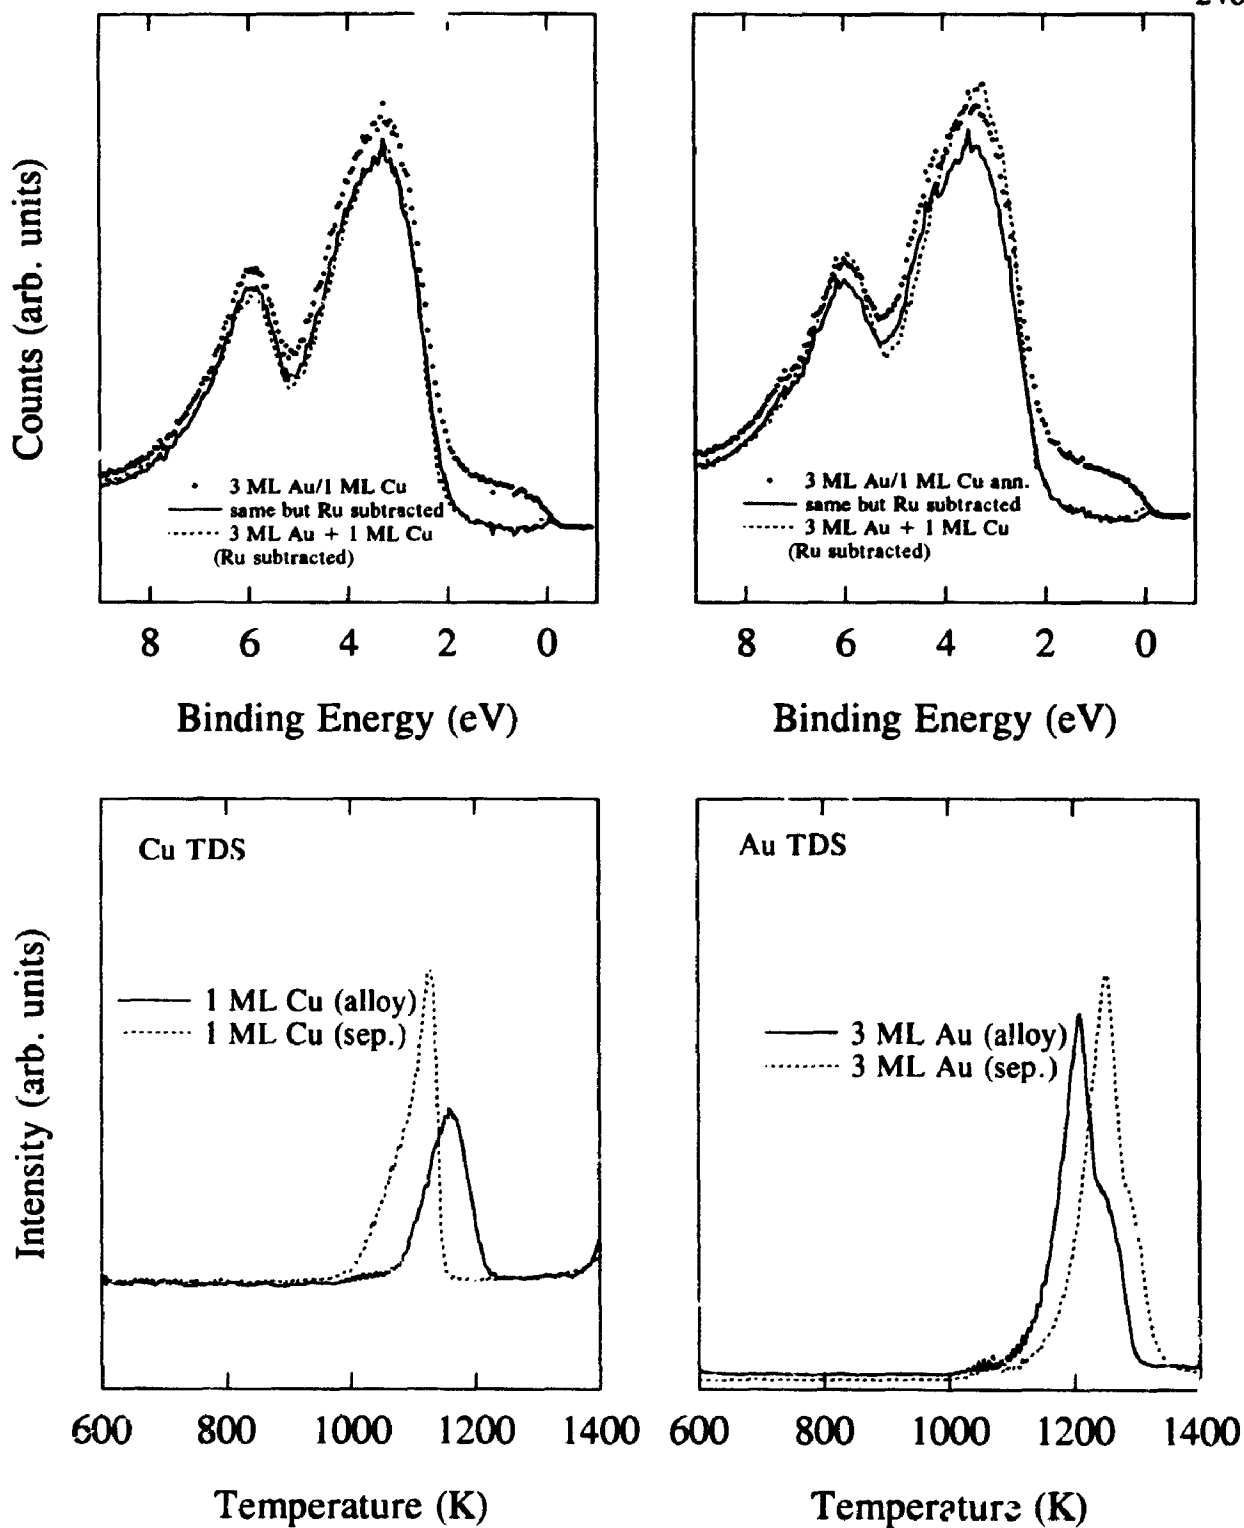 Counts (arb. units)
3 ML Au/1 ML Cu
same but Ru subtracted
3 ML Au + 1 ML Cu
(Ru subtracted)
8 6 4 2 0
Binding Energy (eV)
3 ML Au/1 ML Cu ann.
same but Ru subtracted
3 ML Au + 1 ML Cu
(Ru subtracted)
8 6 4 2 0
Binding Energy (eV)
Intensity (arb. units)
Cu TDS
1 ML Cu (alloy)
1 ML Cu (sep.)
600 800 1000 1200 1400
Temperature (K)
Au TDS
3 ML Au (alloy)
3 ML Au (sep.)
600 800 1000 1200 1400
Temperature (K)